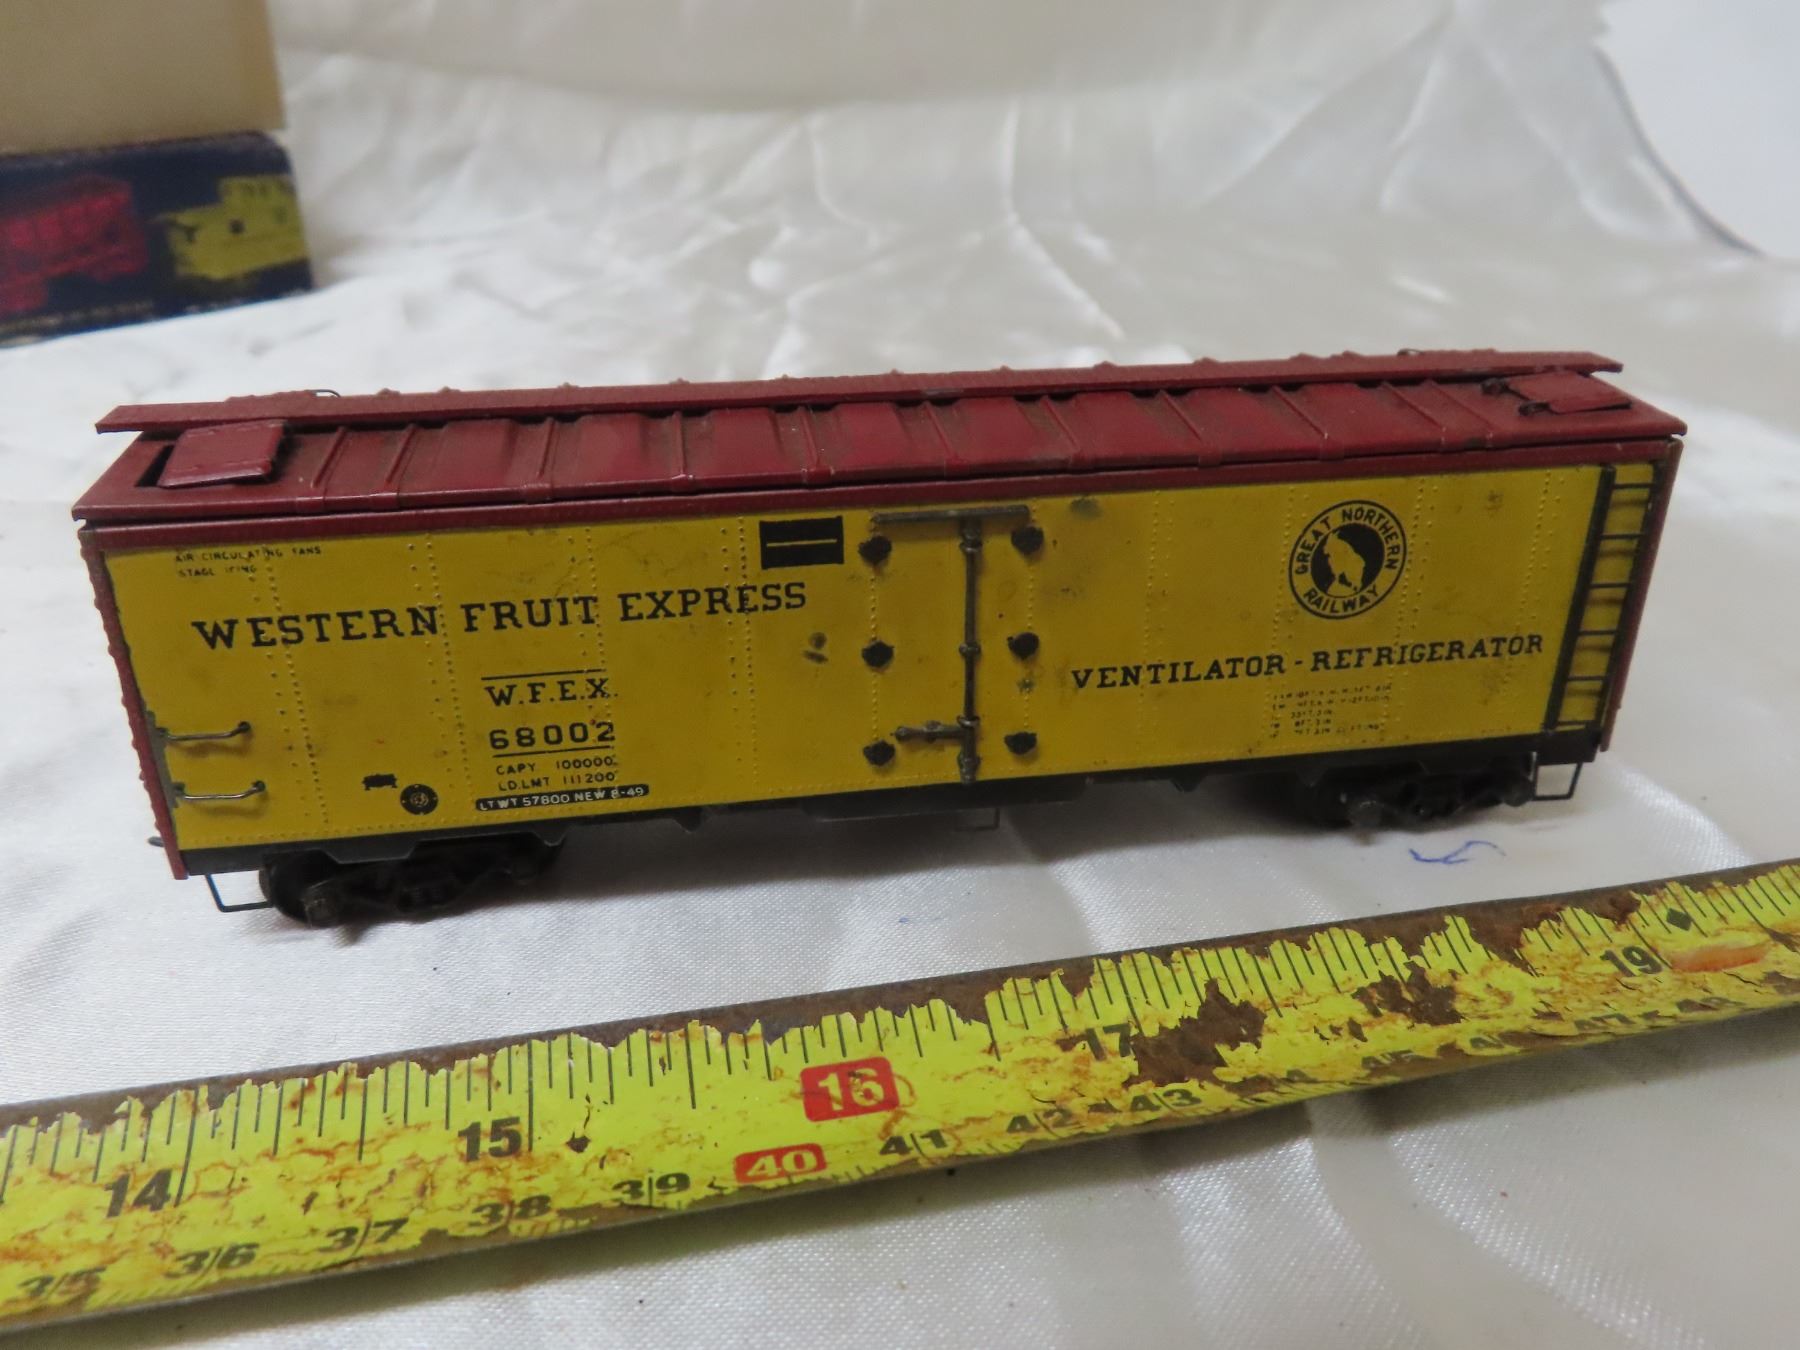 AIR CIRCULATING FANS
STAGE ICING
WESTERN FRUIT EXPRESS
W.F.E.X.
68002
CAPY. 100000
LD.LMT 111200
LT WT 57800 NEW 8-49
GREAT NORTHERN
RAILWAY
VENTILATOR - REFRIGERATOR
14 15 16 17 19
35 36 37 38 39 40 41 42 43